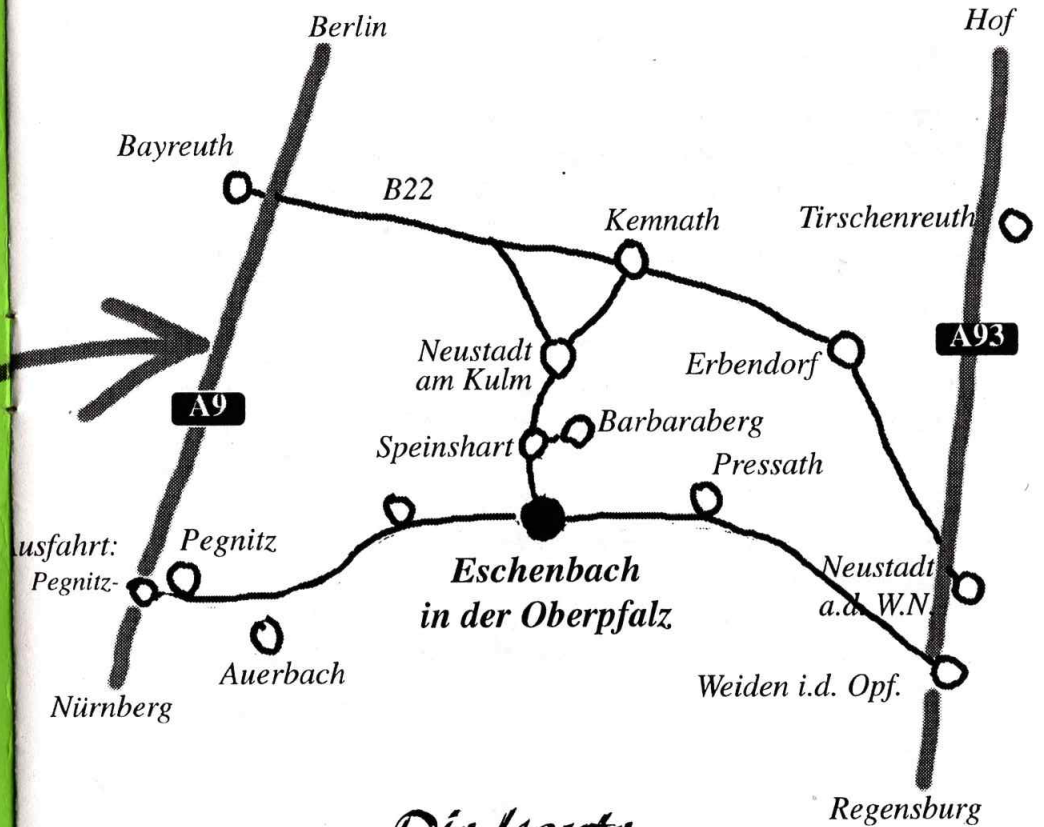 Berlin
Hof
Bayreuth
B22
Kemnath
Tirschenreuth
A93
Neustadt
am Kulm
Erbendorf
A9
Speinshart
Barbaraberg
Pressath
usfahrt:
Pegnitz-
Pegnitz
Eschenbach
in der Oberpfalz
Neustadt
a.d. W.N.
Auerbach
Weiden i.d. Opf.
Nürnberg
Regensburg